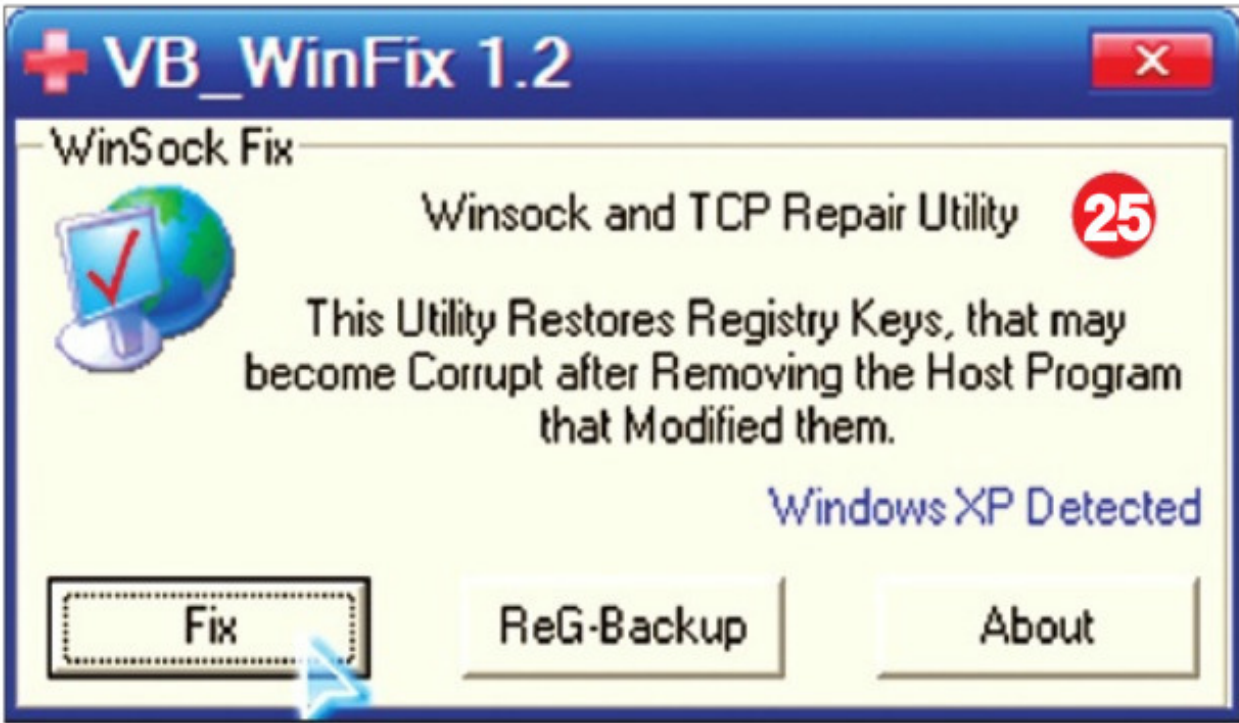 VB_WinFix 1.2
WinSock Fix
Winsock and TCP Repair Utility
25
This Utility Restores Registry Keys, that may
become Corrupt after Removing the Host Program
that Modified them.
Windows XP Detected
Fix
ReG-Backup
About